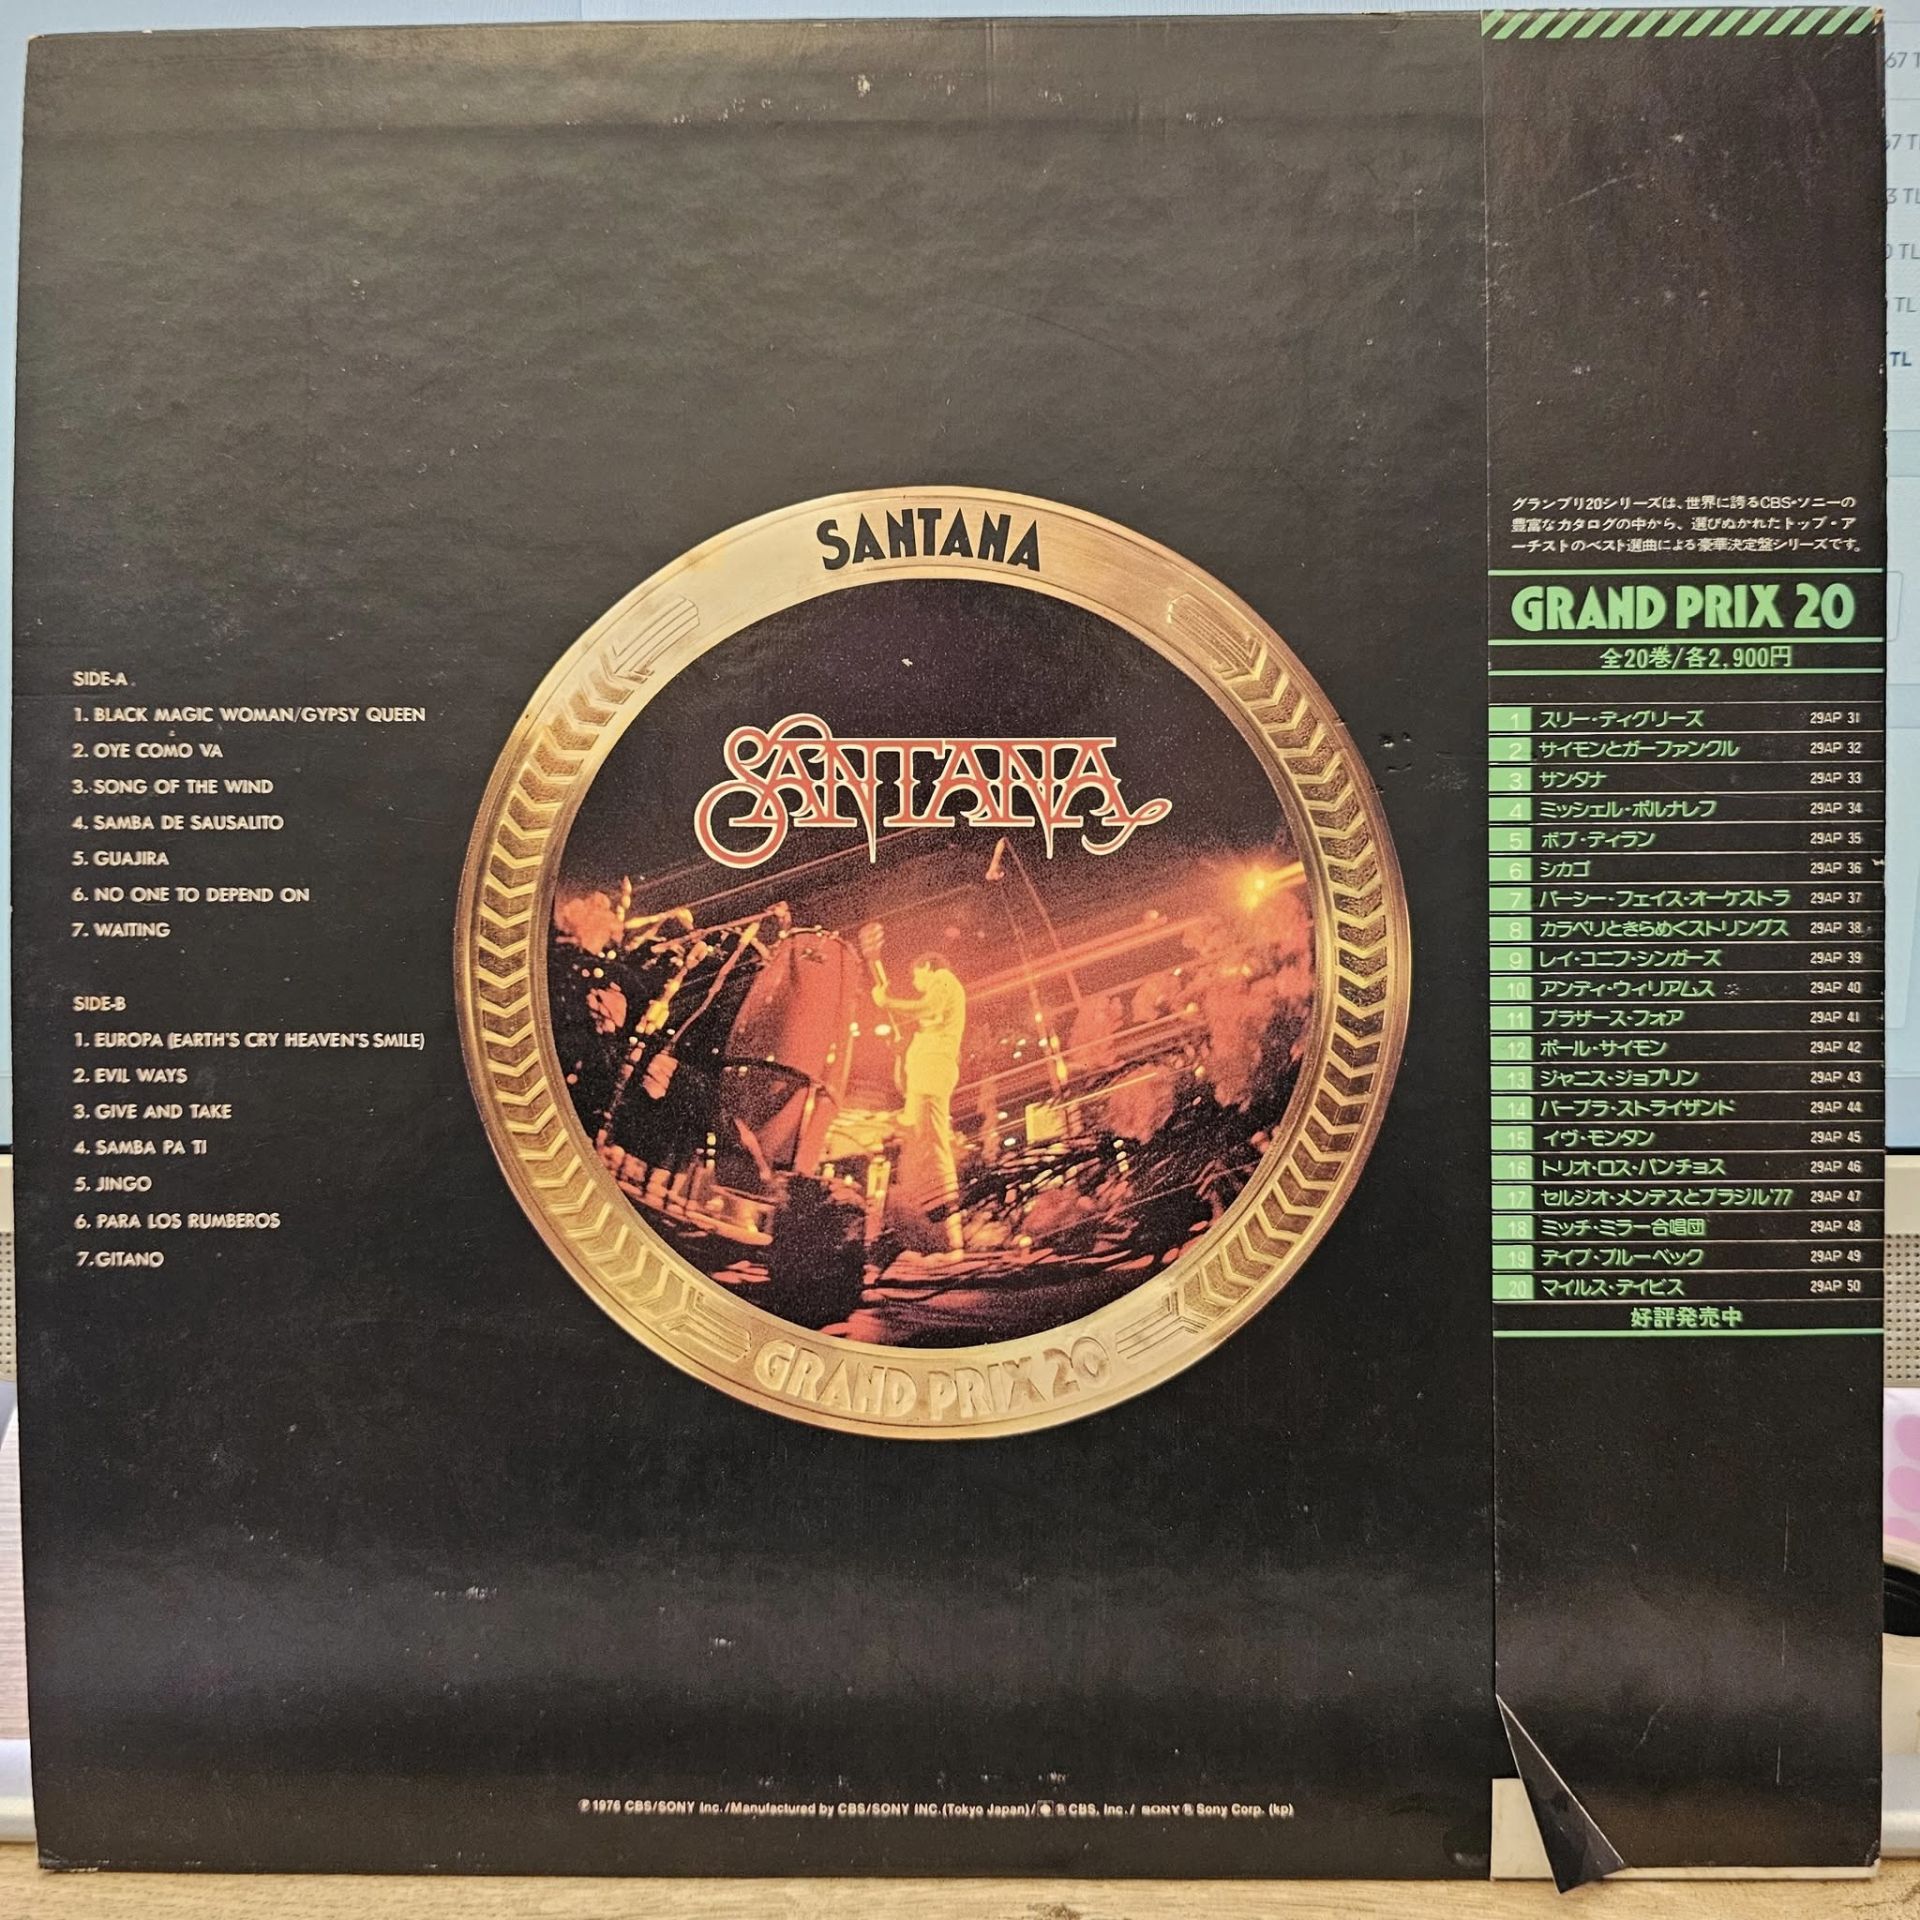 SANTANA
SANTANA
GRAND PRIX 20
SIDE-A
1. BLACK MAGIC WOMAN/GYPSY QUEEN
2. OYE COMO VA
3. SONG OF THE WIND
4. SAMBA DE SAUSALITO
5. GUAJIRA
6. NO ONE TO DEPEND ON
7. WAITING
SIDE-B
1. EUROPA (EARTH'S CRY HEAVEN'S SMILE)
2. EVIL WAYS
3. GIVE AND TAKE
4. SAMBA PA TI
5. JINGO
6. PARA LOS RUMBEROS
7. GITANO
℗1976 CBS/SONY Inc./Manufactured by CBS/SONY INC.(Tokyo Japan)/ ® CBS, Inc./ SONY ® Sony Corp. (kp)
グランプリ20シリーズは、世界に誇るCBS・ソニーの
豊富なカタログの中から、選びぬかれたトップ・ア
ーチストのベスト選曲による豪華決定盤シリーズです。
GRAND PRIX 20
全20巻/各2,900円
1 スリー・ディグリーズ 29AP 31
2 サイモンとガーファンクル 29AP 32
3 サンタナ 29AP 33
4 ミッシェル・ポルナレフ 29AP 34
5 ボブ・ディラン 29AP 35
6 シカゴ 29AP 36
7 パーシー・フェイス・オーケストラ 29AP 37
8 カラベリときらめくストリングス 29AP 38
9 レイ・コニフ・シンガーズ 29AP 39
10 アンディ・ウィリアムス 29AP 40
11 ブラザース・フォア 29AP 41
12 ポール・サイモン 29AP 42
13 ジャニス・ジョプリン 29AP 43
14 バーブラ・ストライザンド 29AP 44
15 イヴ・モンタン 29AP 45
16 トリオ・ロス・パンチョス 29AP 46
17 セルジオ・メンデスとブラジル'77 29AP 47
18 ミッチ・ミラー合唱団 29AP 48
19 デイブ・ブルーベック 29AP 49
20 マイルス・デイビス 29AP 50
好評発売中
67 T
67 T
3 TL
0 TL
TL
TL